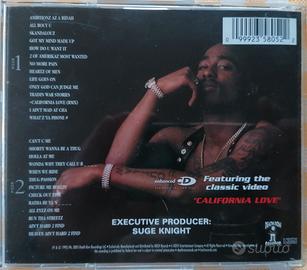 AMBITIONZ AZ A RIDAH
ALL BOUT U
SKANDALOUZ
GOT MY MIND MADE UP
HOW DO U WANT IT
2 OF AMERIKAZ MOST WANTED
NO MORE PAIN
HEARTZ OF MEN
LIFE GOES ON
ONLY GOD CAN JUDGE ME
TRADIN WAR STORIES
CALIFORNIA LOVE (RMX)
I AIN'T MAD AT CHA
WHAT'Z YA PHONE #
1
CAN'T C ME
SHORTY WANNA BE A THUG
HOLLA AT ME
WONDA WHY THEY CALL U B
WHEN WE RIDE
THUG PASSION
PICTURE ME ROLLIN
CHECK OUT TIME
RATHA BE YA N
ALL EYEZ ON ME
RUN THA STREETZ
AIN'T HARD 2 FIND
HEAVEN AIN'T HARD 2 FIND
2
0 99923 58052
enhanced CD
Featuring the
classic video
"CALIFORNIA LOVE"
EXECUTIVE PRODUCER:
SUGE KNIGHT
subito